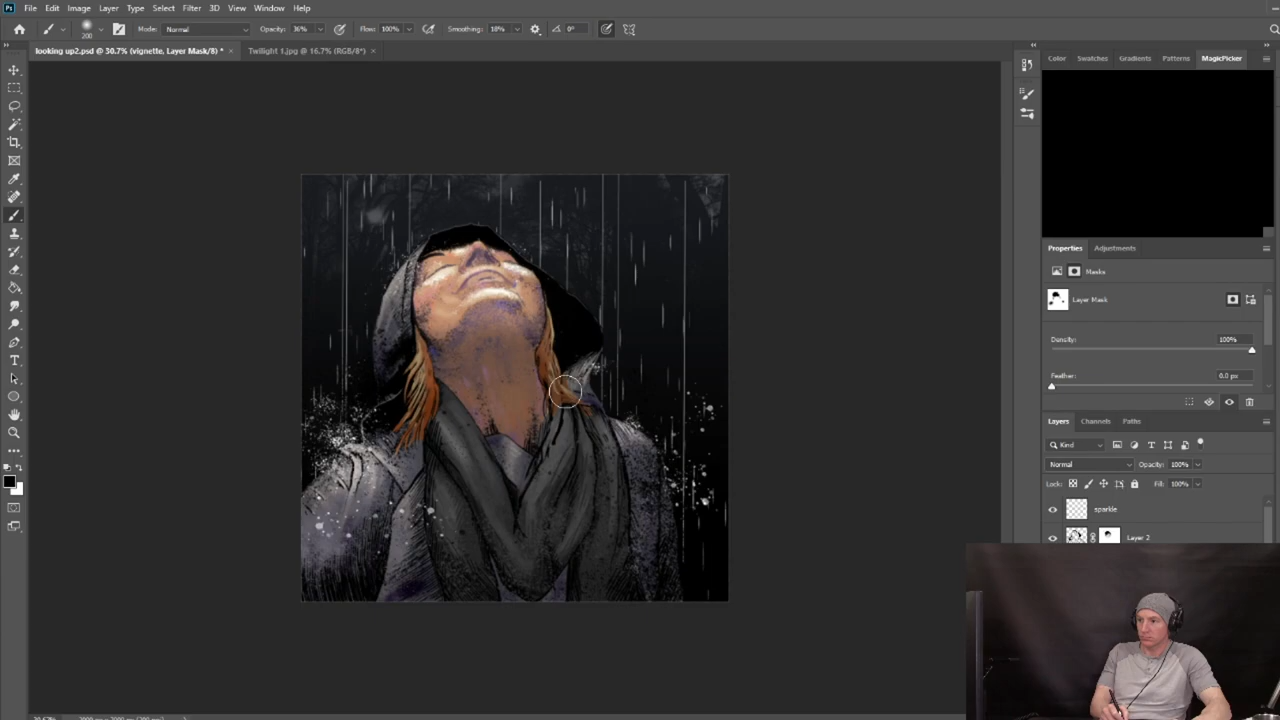 File Edit Image Layer Type Select Filter 3D View Window Help
200 Mode: Normal Opacity: 36% Flow: 100% Smoothing: 18% 0°
looking up2.psd @ 30.7% (vignette, Layer Mask/8) * × Twilight 1.jpg @ 16.7% (RGB/8*) ×
Color Swatches Gradients Patterns MagicPicker
Properties Adjustments
Masks
Layer Mask
Density: 100%
Feather: 0.0 px
Layers Channels Paths
Kind
Normal Opacity: 100%
Lock: Fill: 100%
sparkle
Layer 2